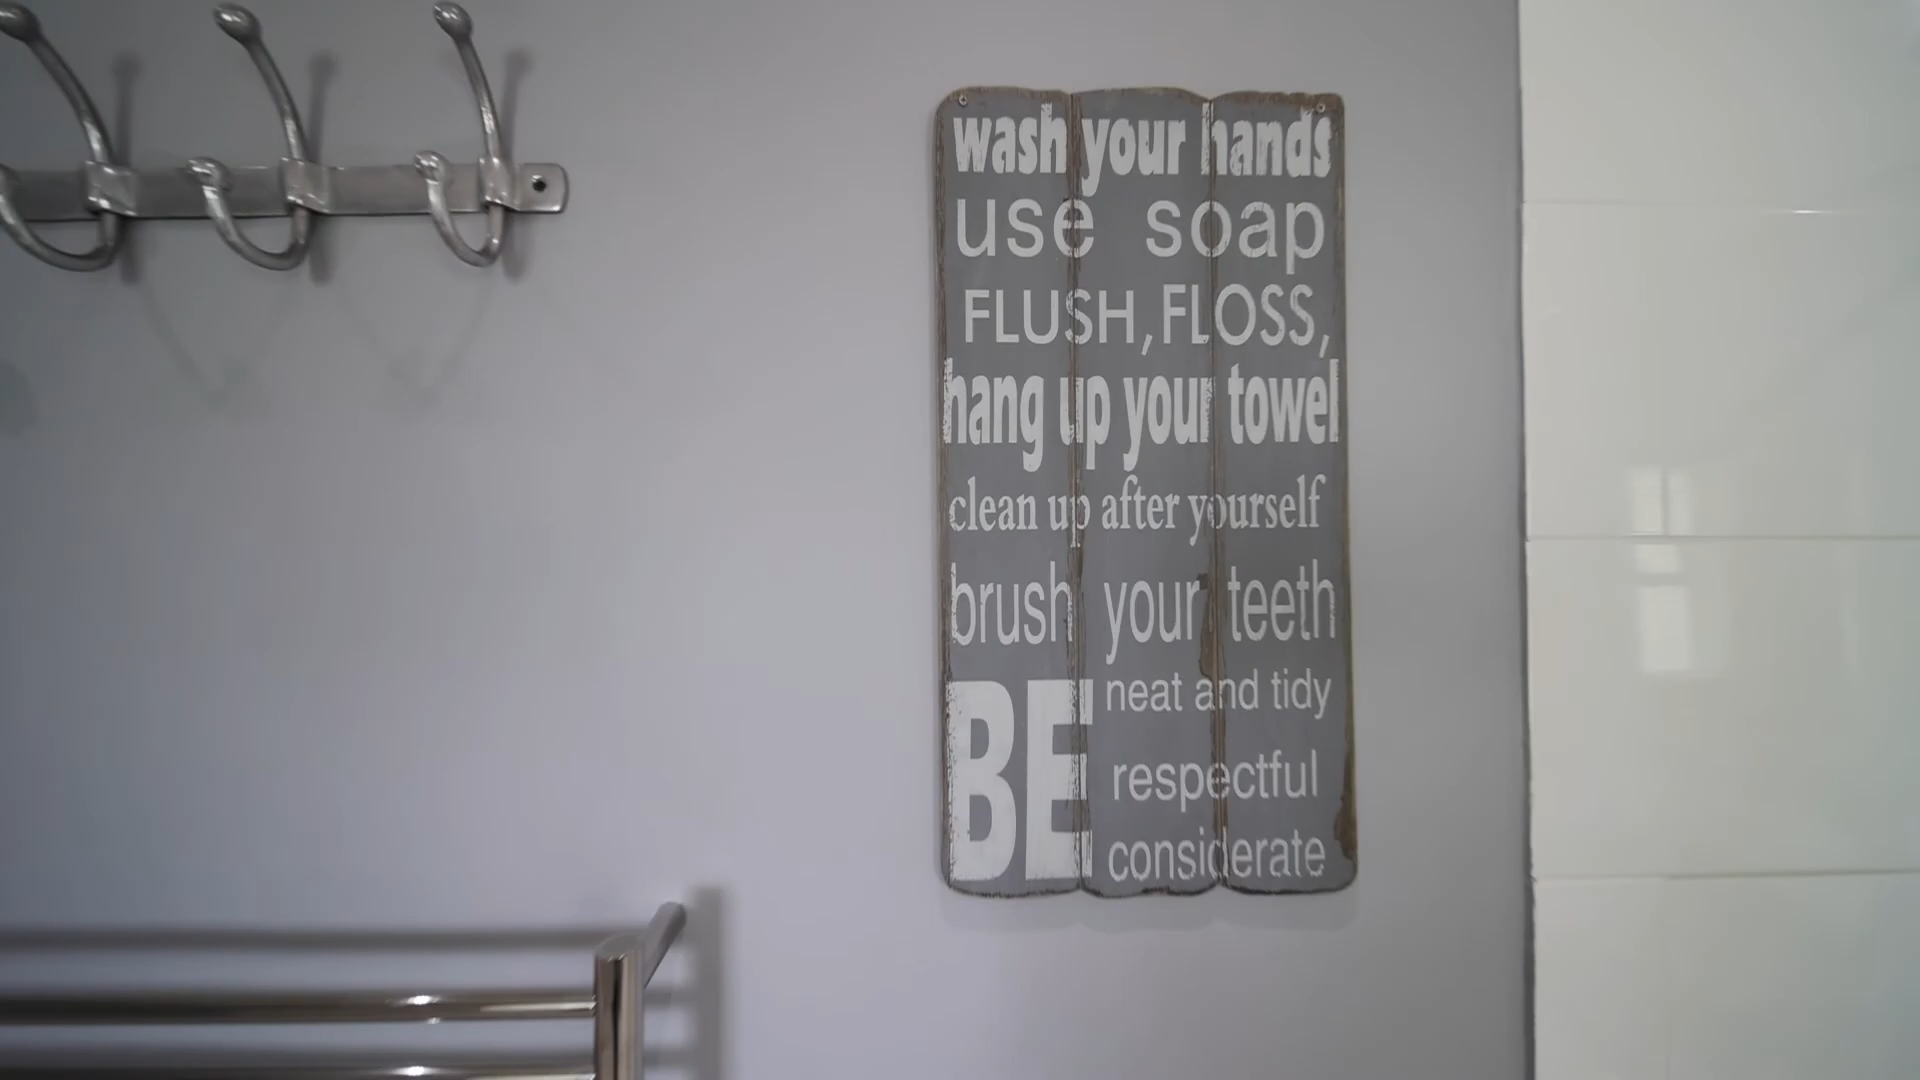 wash your hands
use soap
FLUSH, FLOSS,
hang up your towel
clean up after yourself
brush your teeth
BE neat and tidy
respectful
considerate